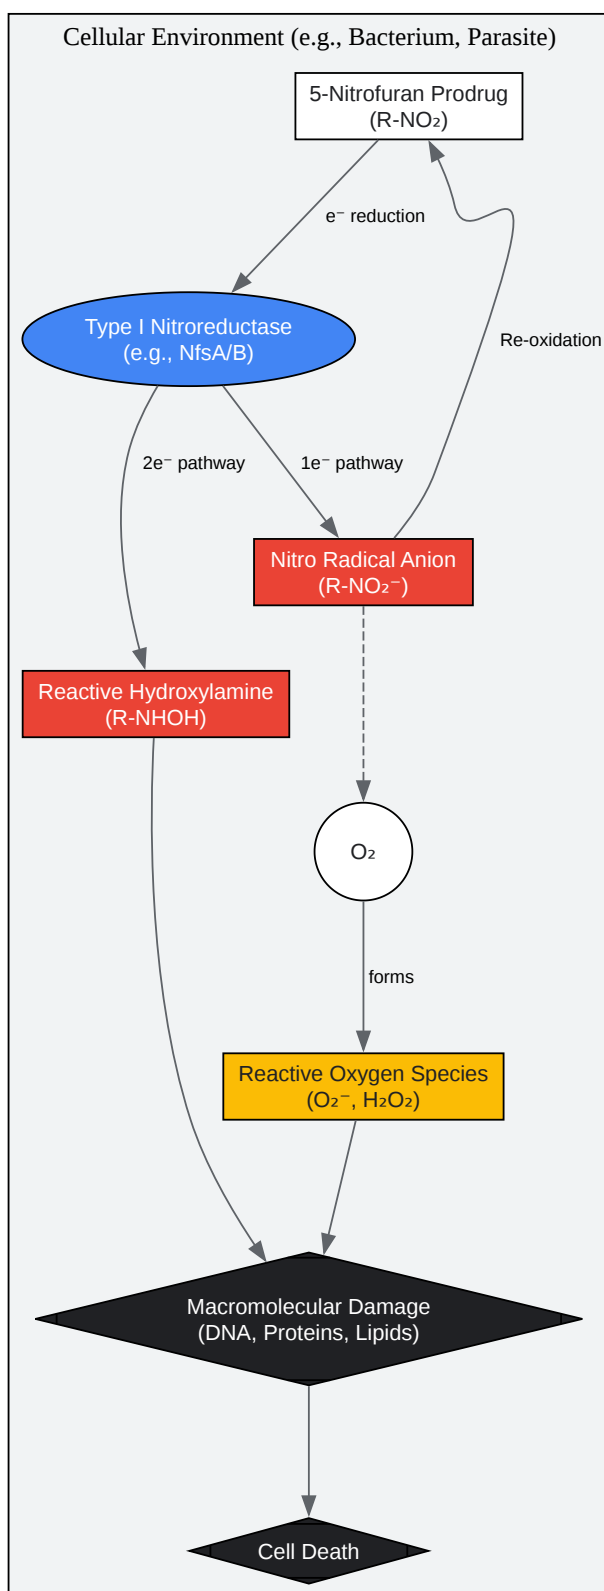 Cellular Environment (e.g., Bacterium, Parasite)
5-Nitrofuran Prodrug
(R-NO₂)
e⁻ reduction
Type I Nitroreductase
(e.g., NfsA/B)
Re-oxidation
2e⁻ pathway
1e⁻ pathway
Nitro Radical Anion
(R-NO₂⁻)
Reactive Hydroxylamine
(R-NHOH)
O₂
forms
Reactive Oxygen Species
(O₂⁻, H₂O₂)
Macromolecular Damage
(DNA, Proteins, Lipids)
Cell Death